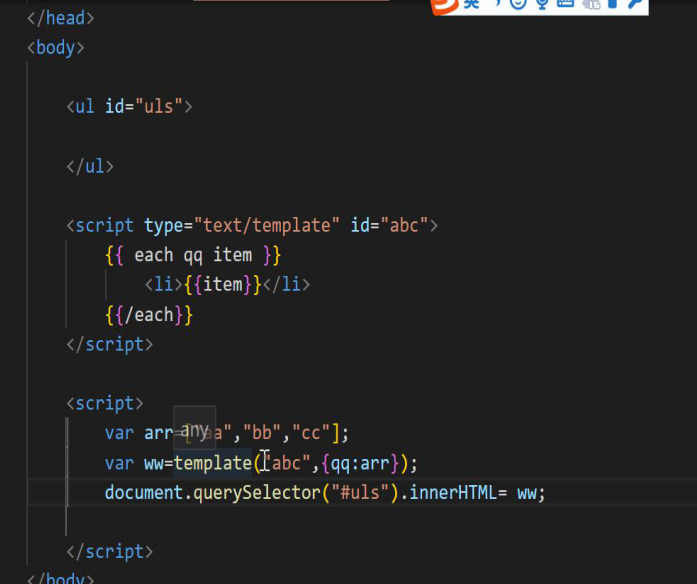 </head>
<body>
<ul id="uls">
</ul>
<script type="text/template" id="abc">
{{ each qq item }}
<li>{{item}}</li>
{{/each}}
</script>
<script>
var arr=["aa","bb","cc"];
any
var ww=template("abc",{qq:arr});
document.querySelector("#uls").innerHTML= ww;
</script>
</body>
英